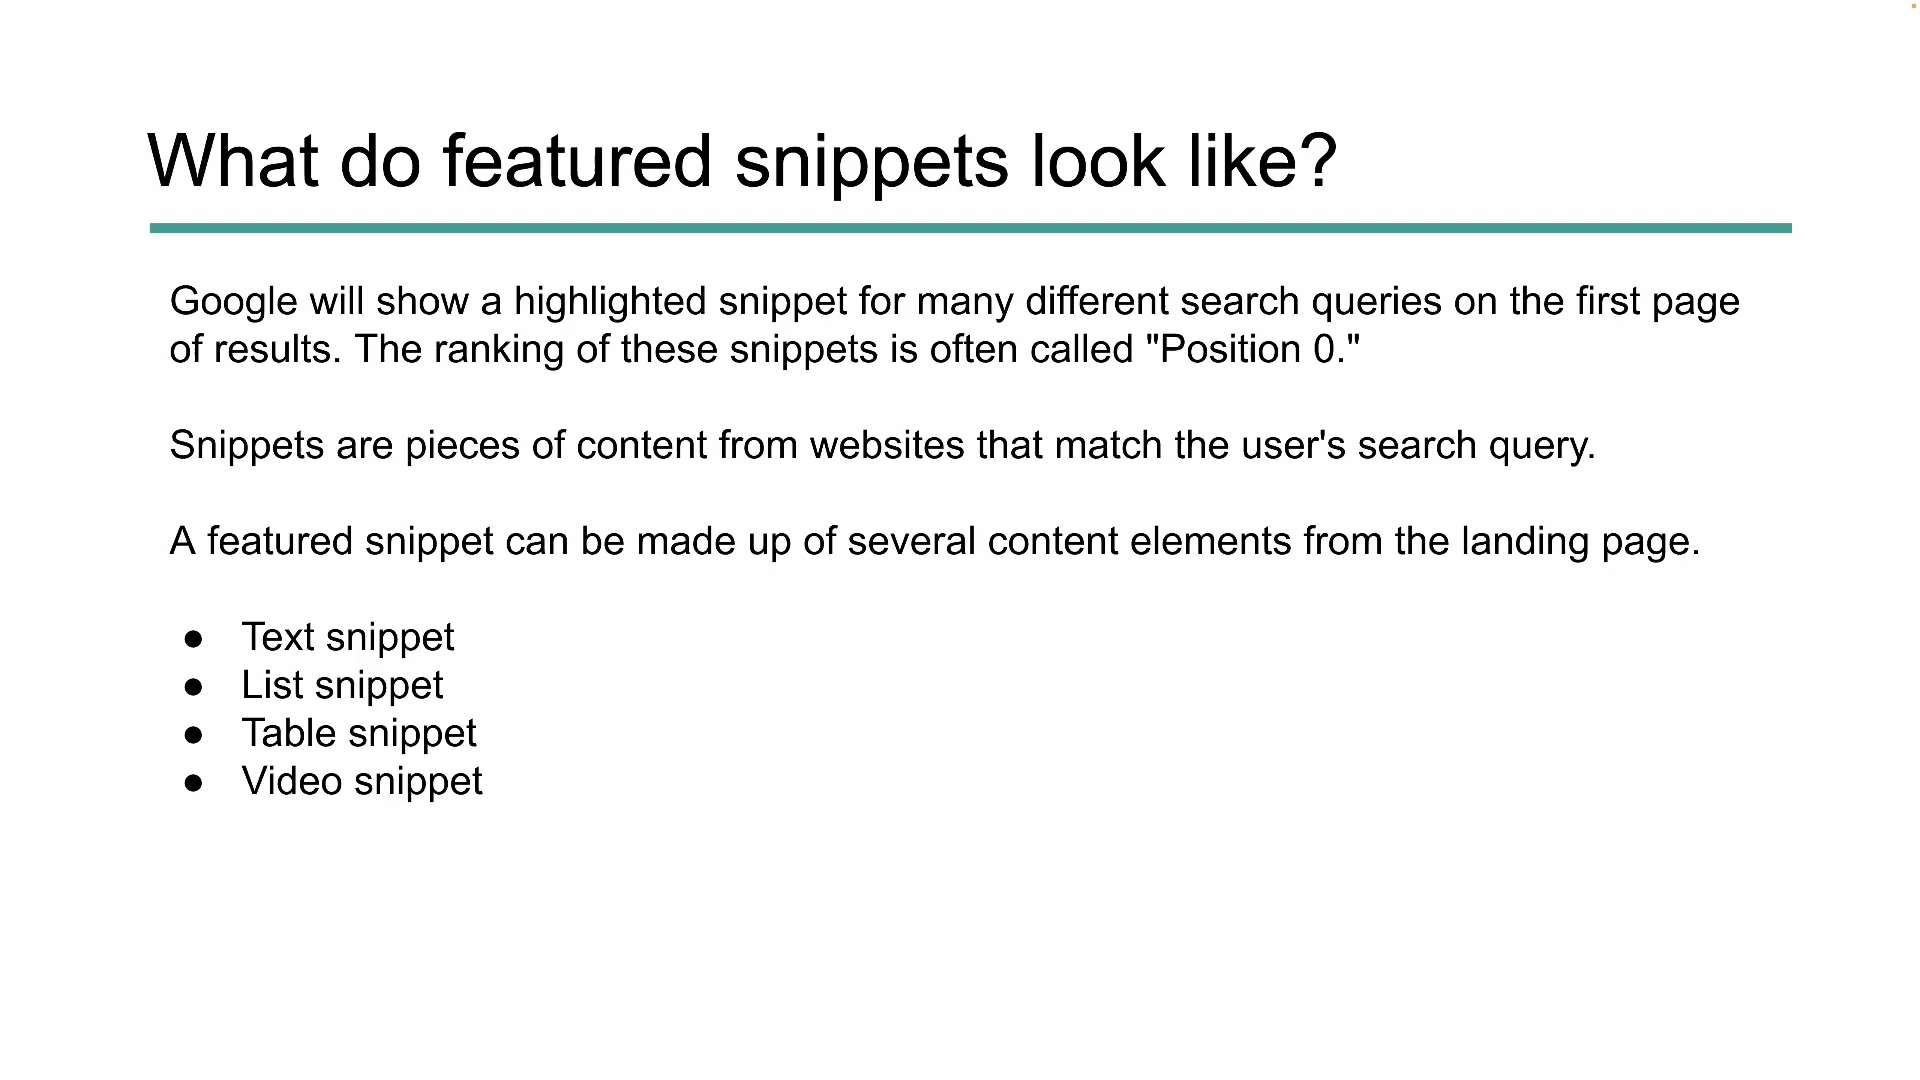 What do featured snippets look like?
Google will show a highlighted snippet for many different search queries on the first page
of results. The ranking of these snippets is often called "Position 0."
Snippets are pieces of content from websites that match the user's search query.
A featured snippet can be made up of several content elements from the landing page.
● Text snippet
● List snippet
● Table snippet
● Video snippet